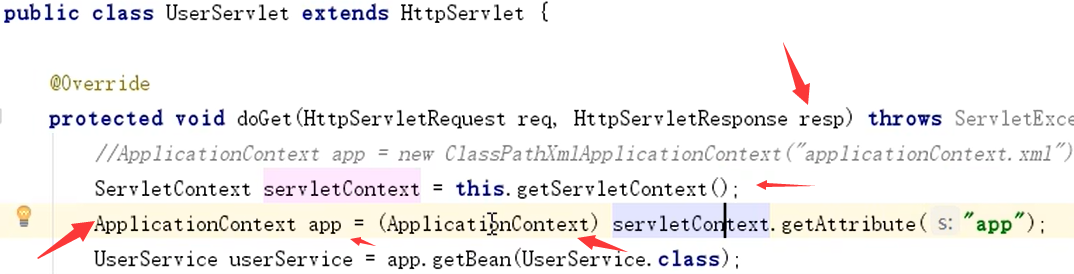 public class UserServlet extends HttpServlet {
@Override
protected void doGet(HttpServletRequest req, HttpServletResponse resp) throws ServletExce
//ApplicationContext app = new ClassPathXmlApplicationContext("applicationContext.xml")
ServletContext servletContext = this.getServletContext();
ApplicationContext app = (ApplicationContext) servletContext.getAttribute( s: "app");
UserService userService = app.getBean(UserService.class);